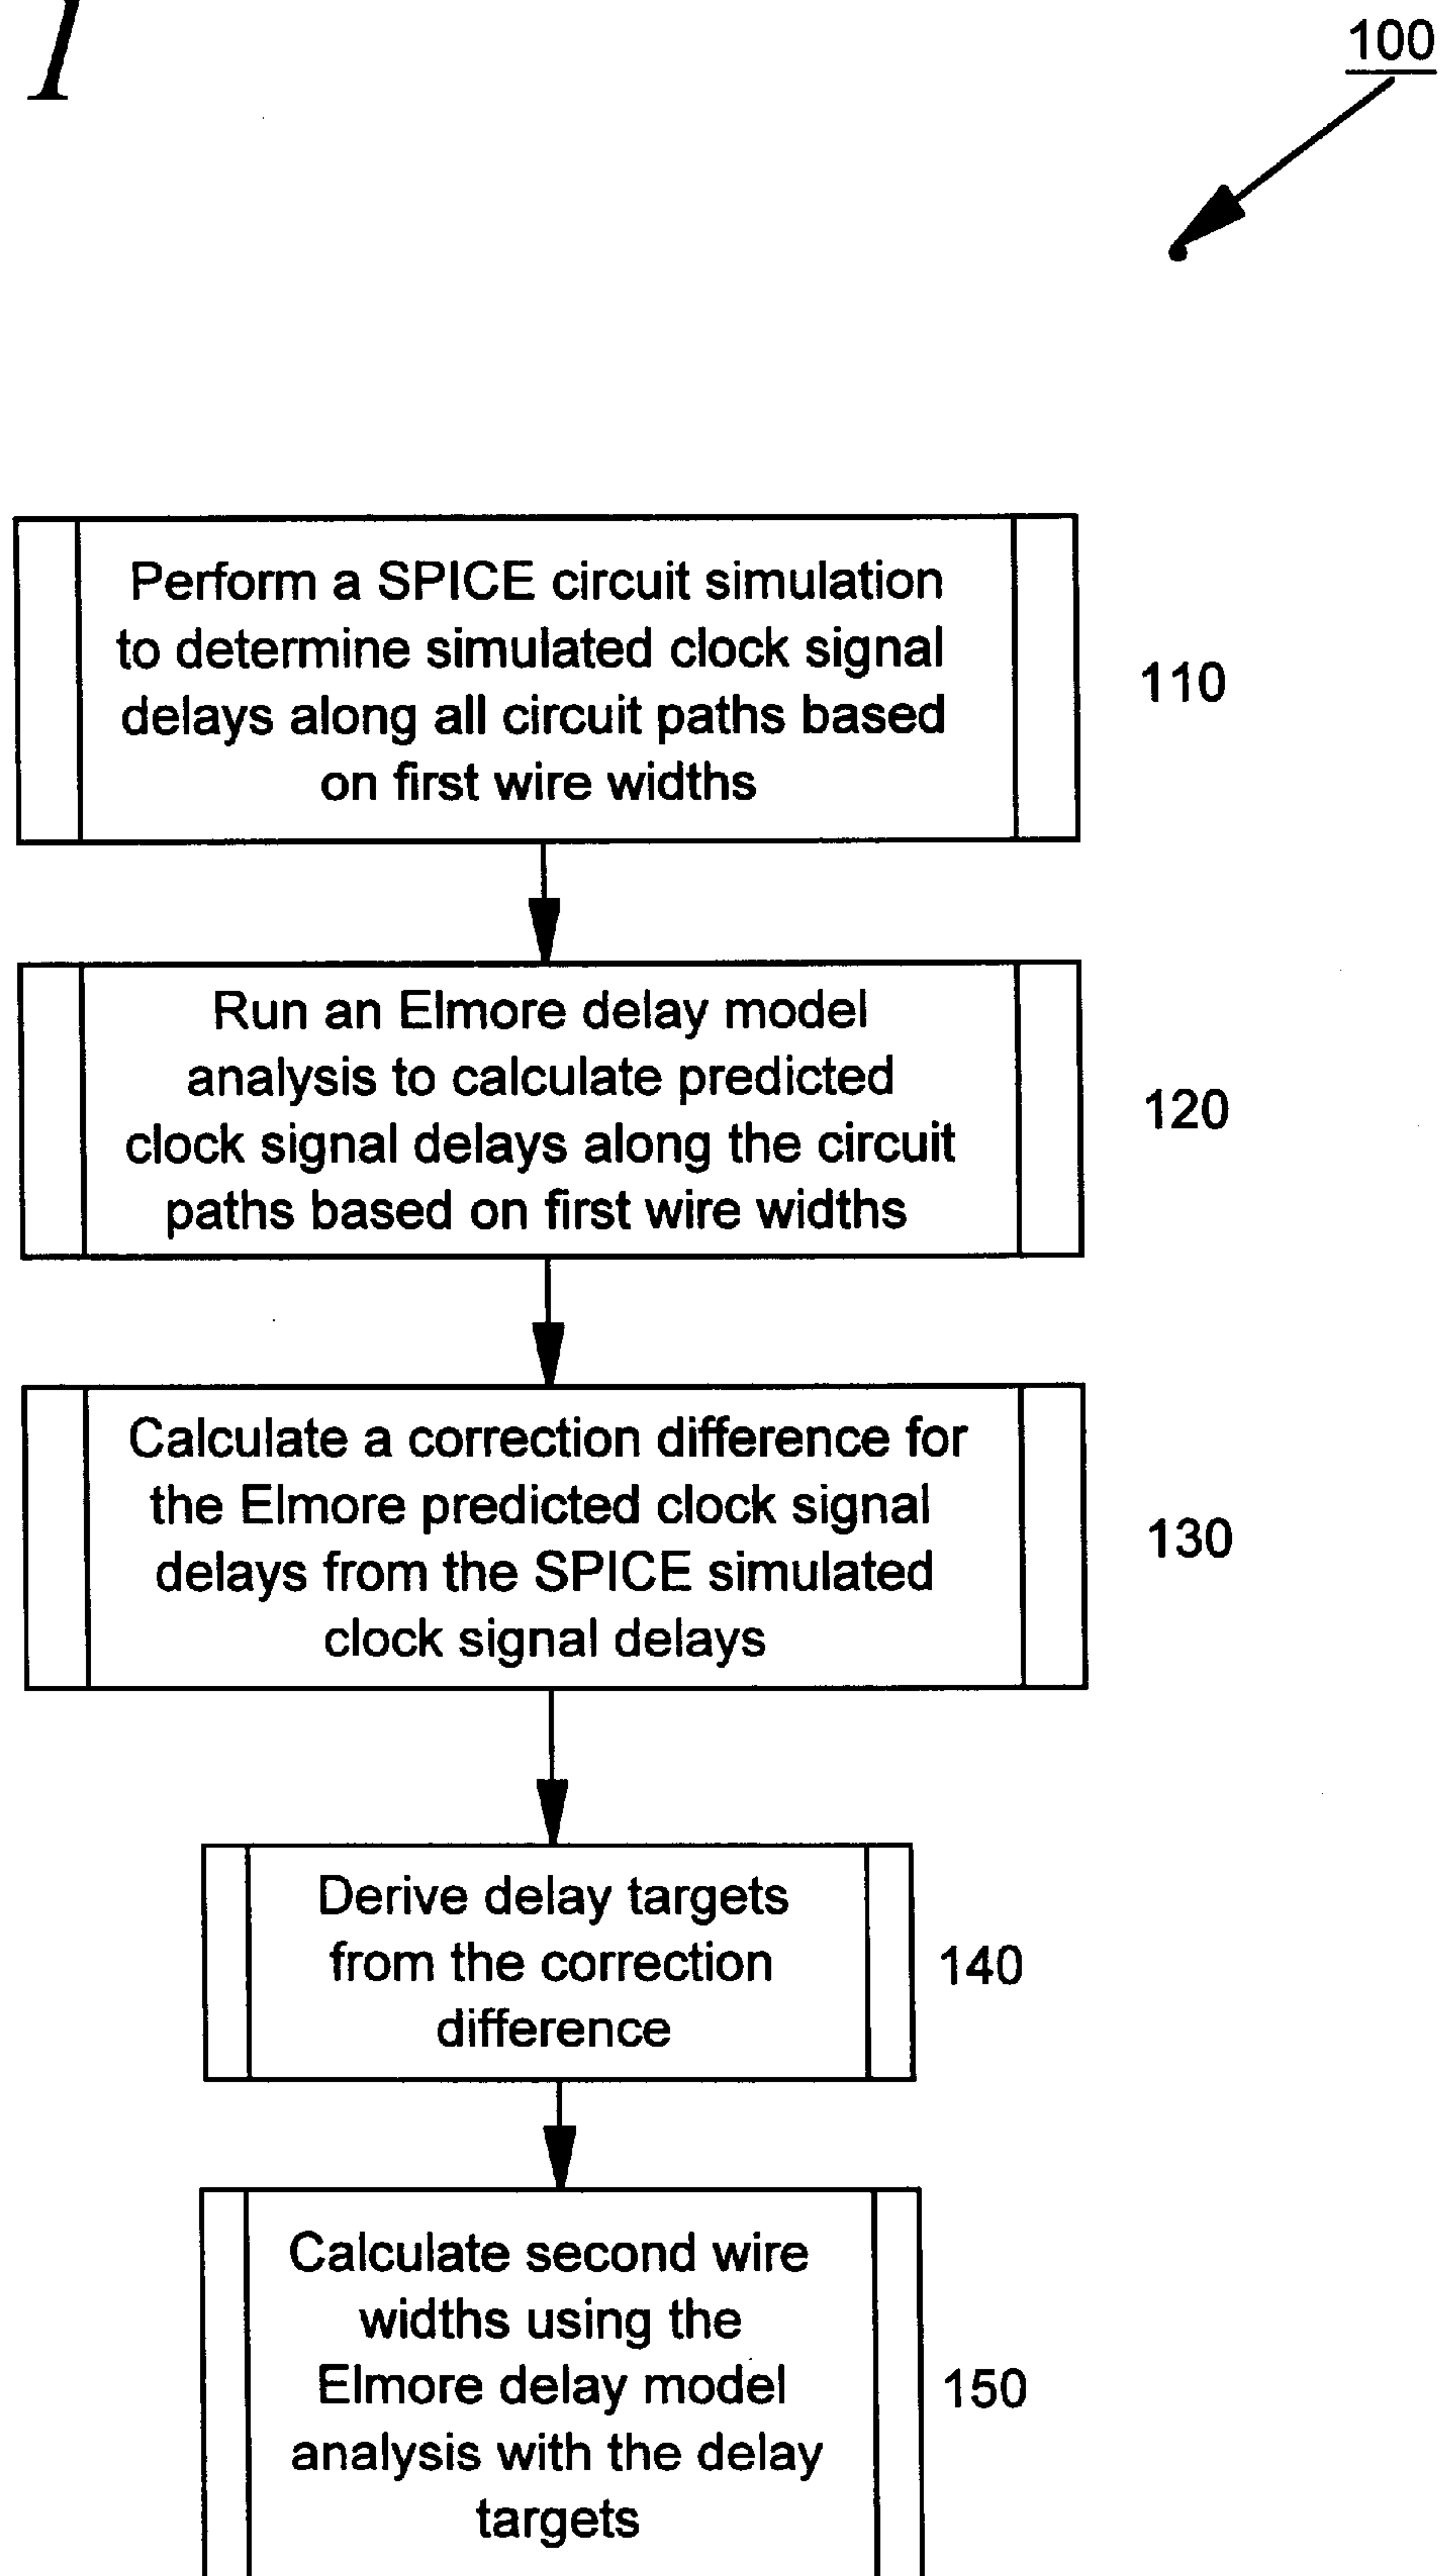 1
100
Perform a SPICE circuit simulation
to determine simulated clock signal
delays along all circuit paths based
on first wire widths
110
Run an Elmore delay model
analysis to calculate predicted
clock signal delays along the circuit
paths based on first wire widths
120
Calculate a correction difference for
the Elmore predicted clock signal
delays from the SPICE simulated
clock signal delays
130
Derive delay targets
from the correction
difference
140
Calculate second wire
widths using the
Elmore delay model
analysis with the delay
targets
150